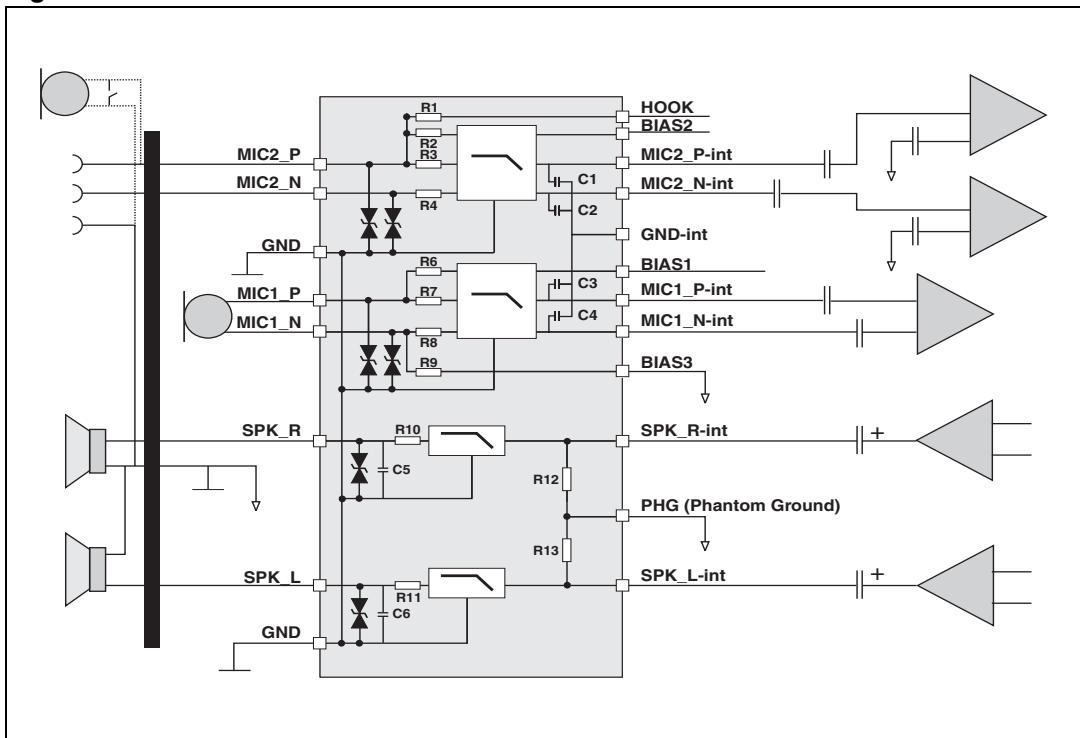 R1
HOOK
R2
BIAS2
MIC2_P
R3
MIC2_P-int
MIC2_N
C1
MIC2_N-int
R4
C2
GND
GND-int
R6
BIAS1
MIC1_P
R7
C3
MIC1_P-int
MIC1_N
C4
MIC1_N-int
R8
R9
BIAS3
SPK_R
R10
SPK_R-int
+
C5
R12
PHG (Phantom Ground)
R13
SPK_L
SPK_L-int
+
R11
C6
GND